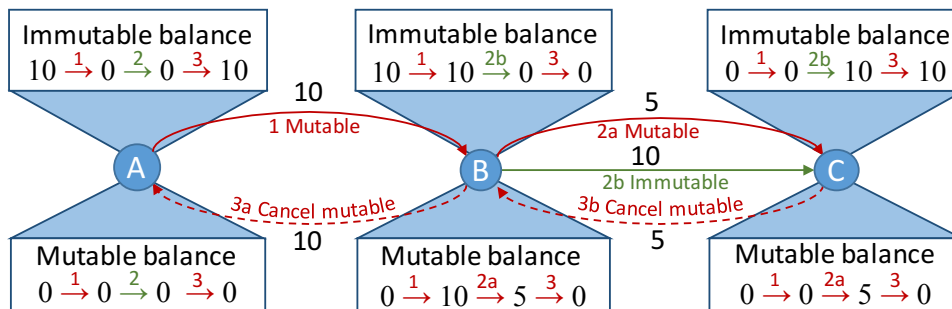 Immutable balance
10 1→ 0 2→ 0 3→ 10
Immutable balance
10 1→ 10 2b→ 0 3→ 0
Immutable balance
0 1→ 0 2b→ 10 3→ 10
10
1 Mutable
5
2a Mutable
A
B
C
10
2b Immutable
3a Cancel mutable
10
3b Cancel mutable
5
Mutable balance
0 1→ 0 2→ 0 3→ 0
Mutable balance
0 1→ 10 2a→ 5 3→ 0
Mutable balance
0 1→ 0 2a→ 5 3→ 0